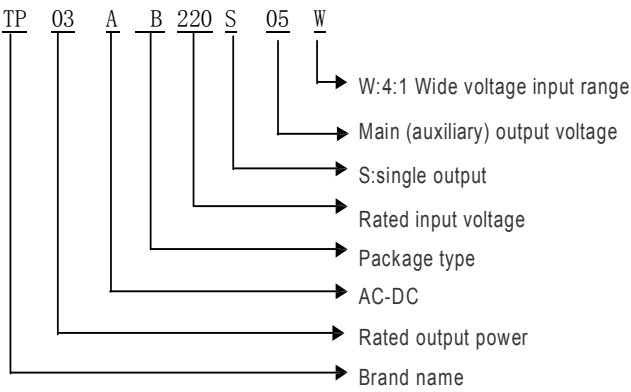 TP 03 A B 220 S 05 W
W:4:1 Wide voltage input range
Main (auxiliary) output voltage
S:single output
Rated input voltage
Package type
AC-DC
Rated output power
Brand name